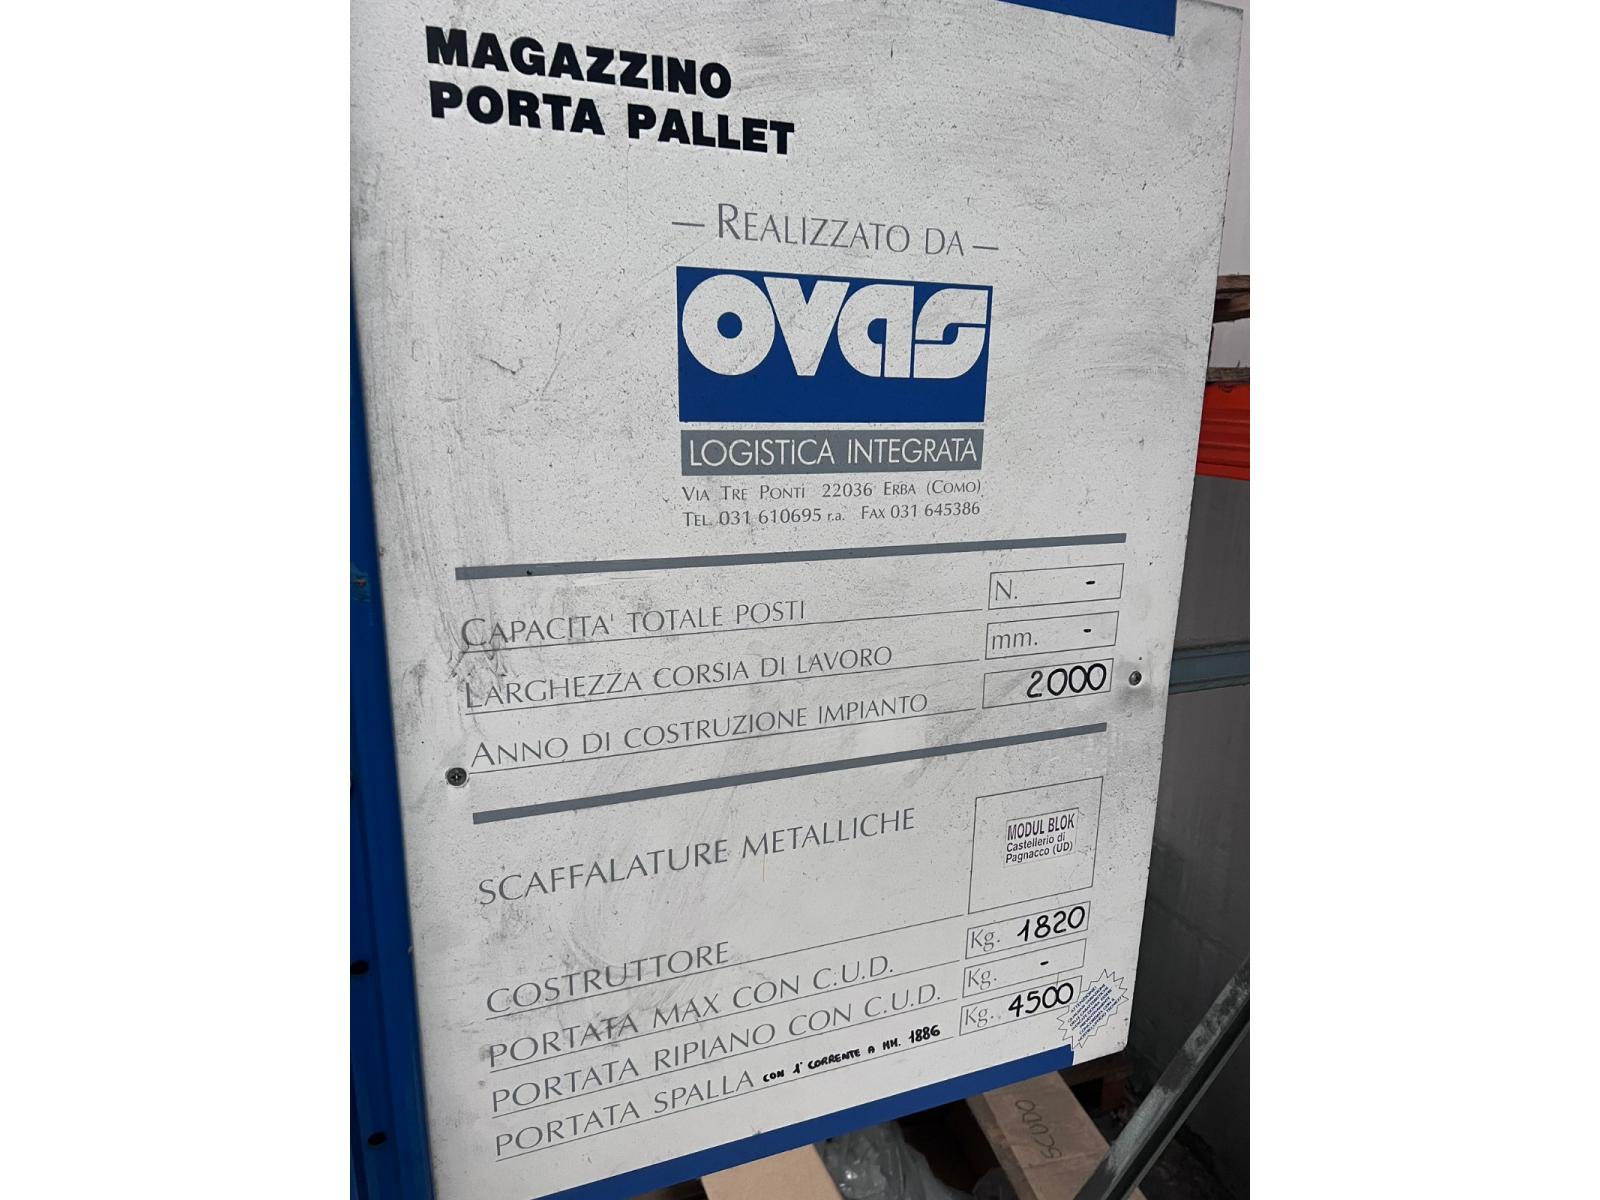 MAGAZZINO
PORTA PALLET
— REALIZZATO DA —
OVAS
LOGISTICA INTEGRATA
VIA TRE PONTI 22036 ERBA (COMO)
TEL. 031 610695 r.a. FAX 031 645386
CAPACITA' TOTALE POSTI N. -
LARGHEZZA CORSIA DI LAVORO mm. -
ANNO DI COSTRUZIONE IMPIANTO 2000
SCAFFALATURE METALLICHE
MODUL BLOK
Castellerio di
Pagnacco (UD)
COSTRUTTORE
PORTATA MAX CON C.U.D. Kg. 1820
PORTATA RIPIANO CON C.U.D. Kg. -
PORTATA SPALLA CON 1° CORRENTE A MM. 1886 Kg. 4500
SCUDO